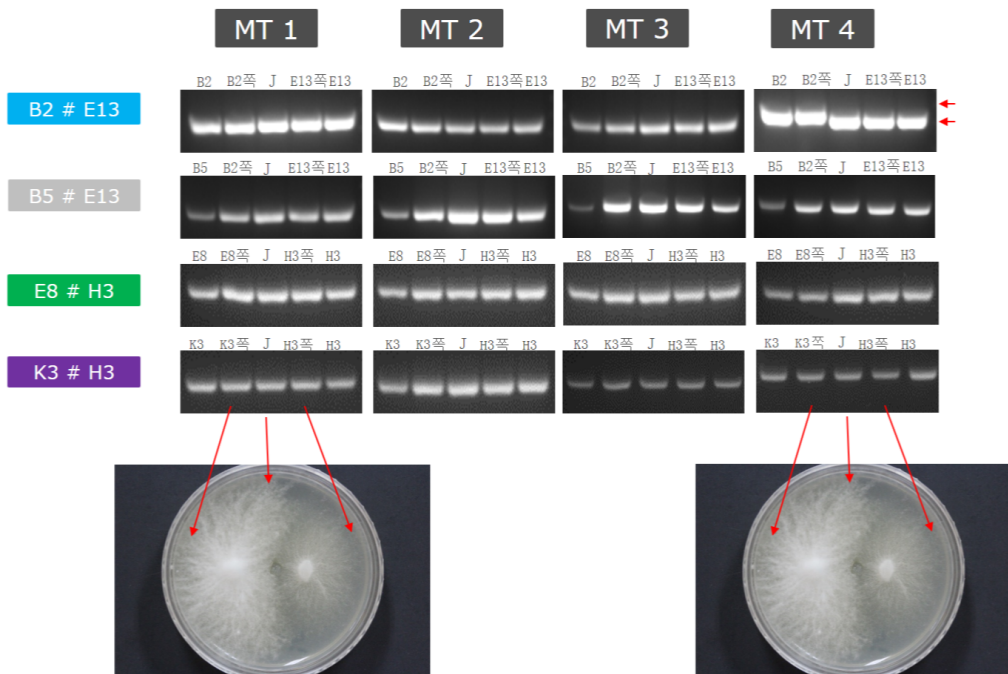 MT 1 MT 2 MT 3 MT 4
B2 B2쪽 J E13쪽 E13 B2 B2쪽 J E13쪽 E13 B2 B2쪽 J E13쪽 E13 B2 B2쪽 J E13쪽 E13
B2 # E13
B5 B2쪽 J E13쪽 E13 B5 B2쪽 J E13쪽 E13 B5 B2쪽 J E13쪽 E13 B5 B2쪽 J E13쪽 E13
B5 # E13
E8 E8쪽 J H3쪽 H3 E8 E8쪽 J H3쪽 H3 E8 E8쪽 J H3쪽 H3 E8 E8쪽 J H3쪽 H3
E8 # H3
K3 K3쪽 J H3쪽 H3 K3 K3쪽 J H3쪽 H3 K3 K3쪽 J H3쪽 H3 K3 K3쪽 J H3쪽 H3
K3 # H3